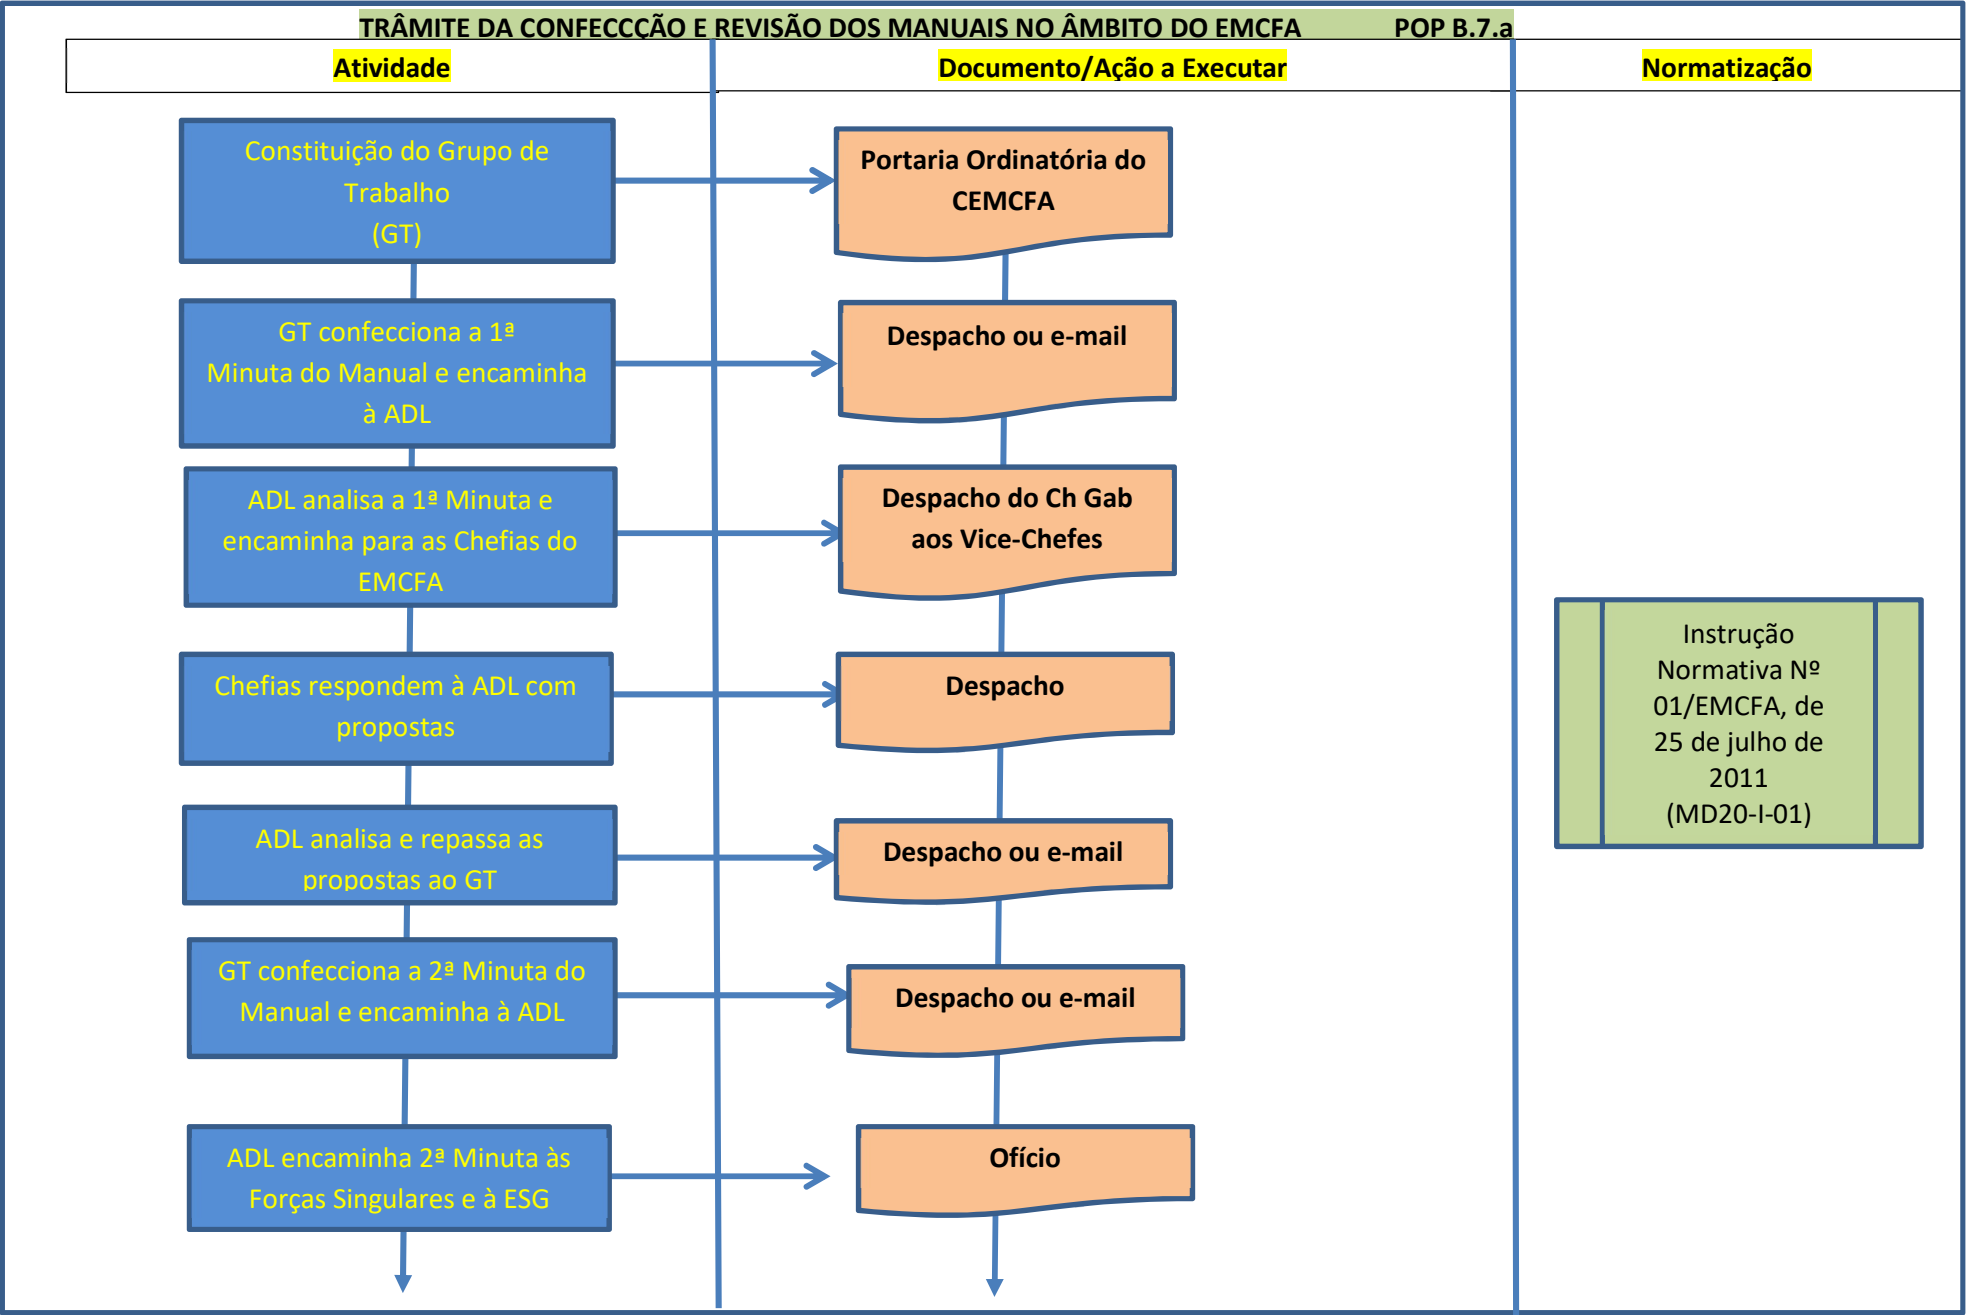 TRÂMITE DA CONFECCÇÃO E REVISÃO DOS MANUAIS NO ÂMBITO DO EMCFA POP B.7.a
Atividade
Documento/Ação a Executar
Normatização
Constituição do Grupo de
Trabalho
(GT)
Portaria Ordinatória do
CEMCFA
GT confecciona a 1ª
Minuta do Manual e encaminha
à ADL
Despacho ou e-mail
ADL analisa a 1ª Minuta e
encaminha para as Chefias do
EMCFA
Despacho do Ch Gab
aos Vice-Chefes
Chefias respondem à ADL com
propostas
Despacho
ADL analisa e repassa as
propostas ao GT
Despacho ou e-mail
GT confecciona a 2ª Minuta do
Manual e encaminha à ADL
Despacho ou e-mail
ADL encaminha 2ª Minuta às
Forças Singulares e à ESG
Ofício
Instrução
Normativa Nº
01/EMCFA, de
25 de julho de
2011
(MD20-I-01)